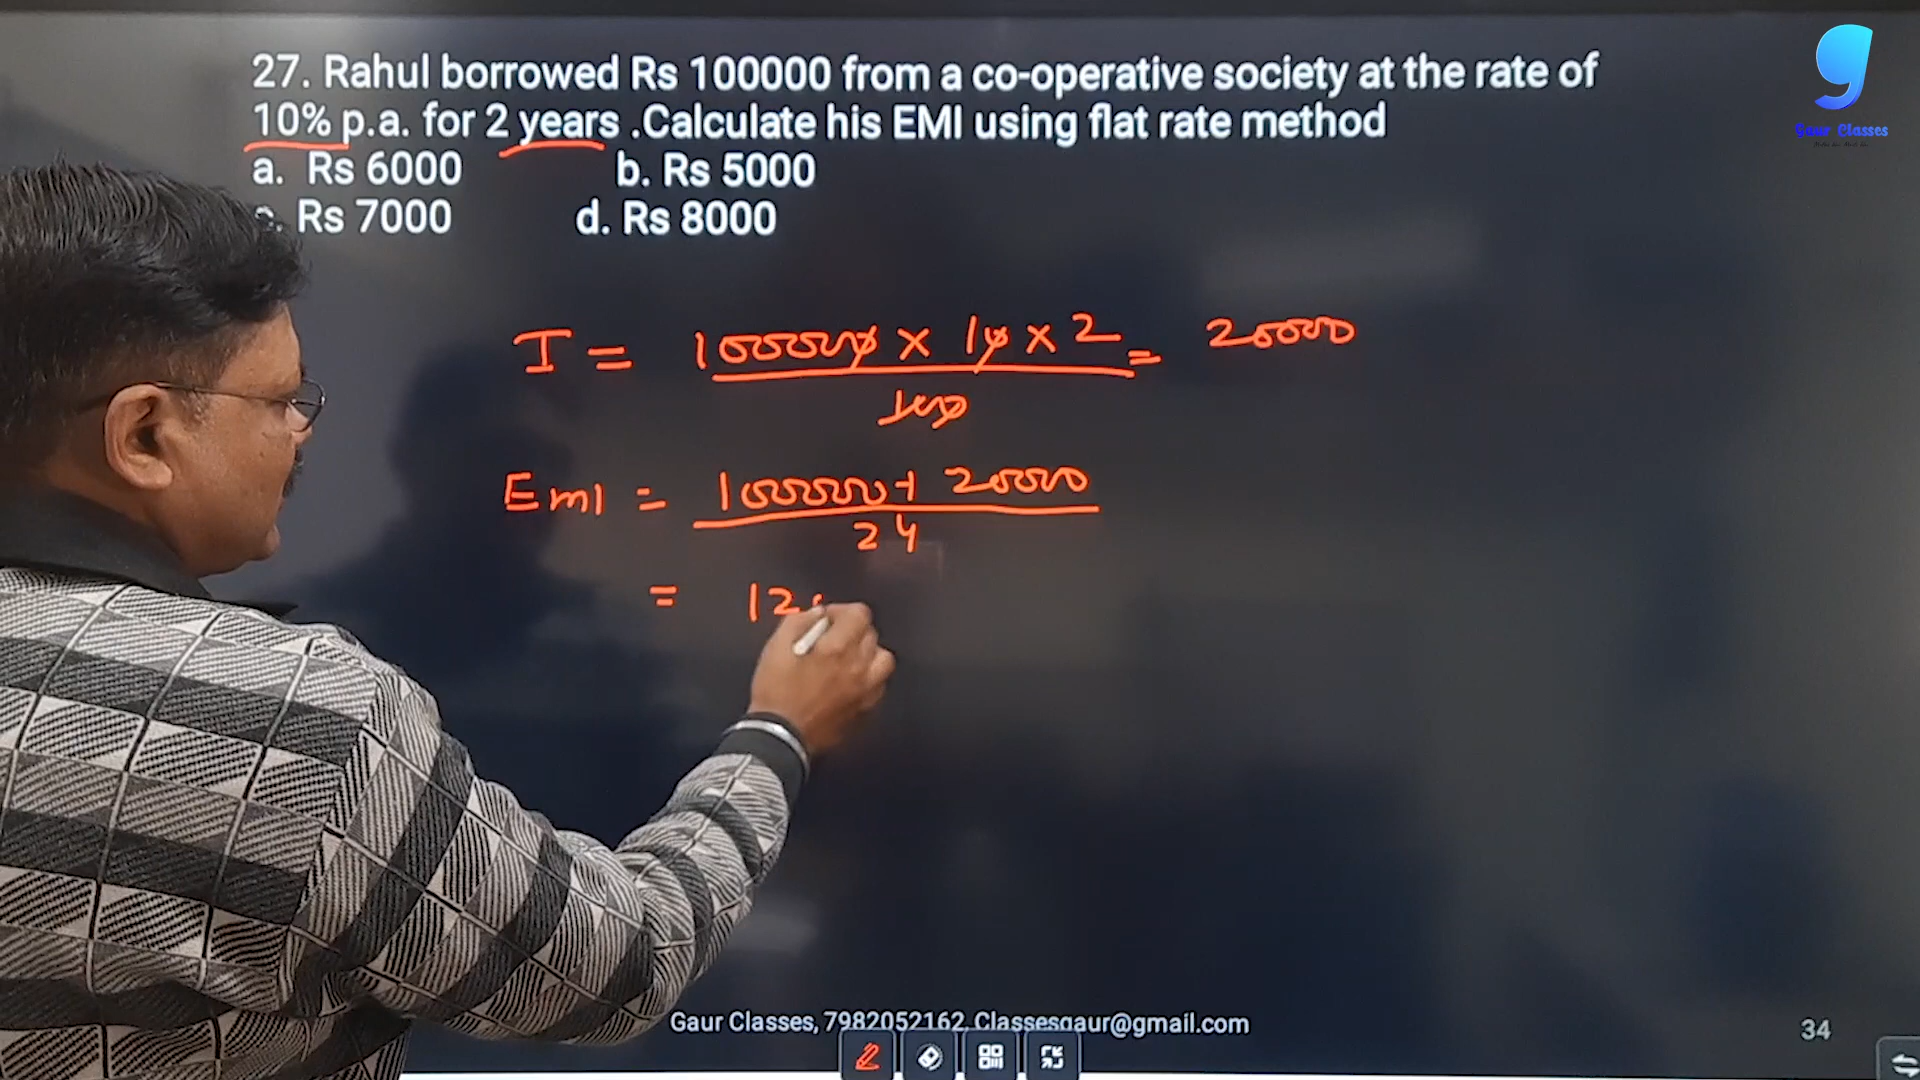 27. Rahul borrowed Rs 100000 from a co-operative society at the rate of
10% p.a. for 2 years .Calculate his EMI using flat rate method
a. Rs 6000 b. Rs 5000
Rs 7000 d. Rs 8000
I = 100000 x 10 x 2 = 20000
100
EmI = 100000 + 20000
24
= 12
Gaur Classes, 7982052162, Classesgaur@gmail.com
34
g
Gaur Classes